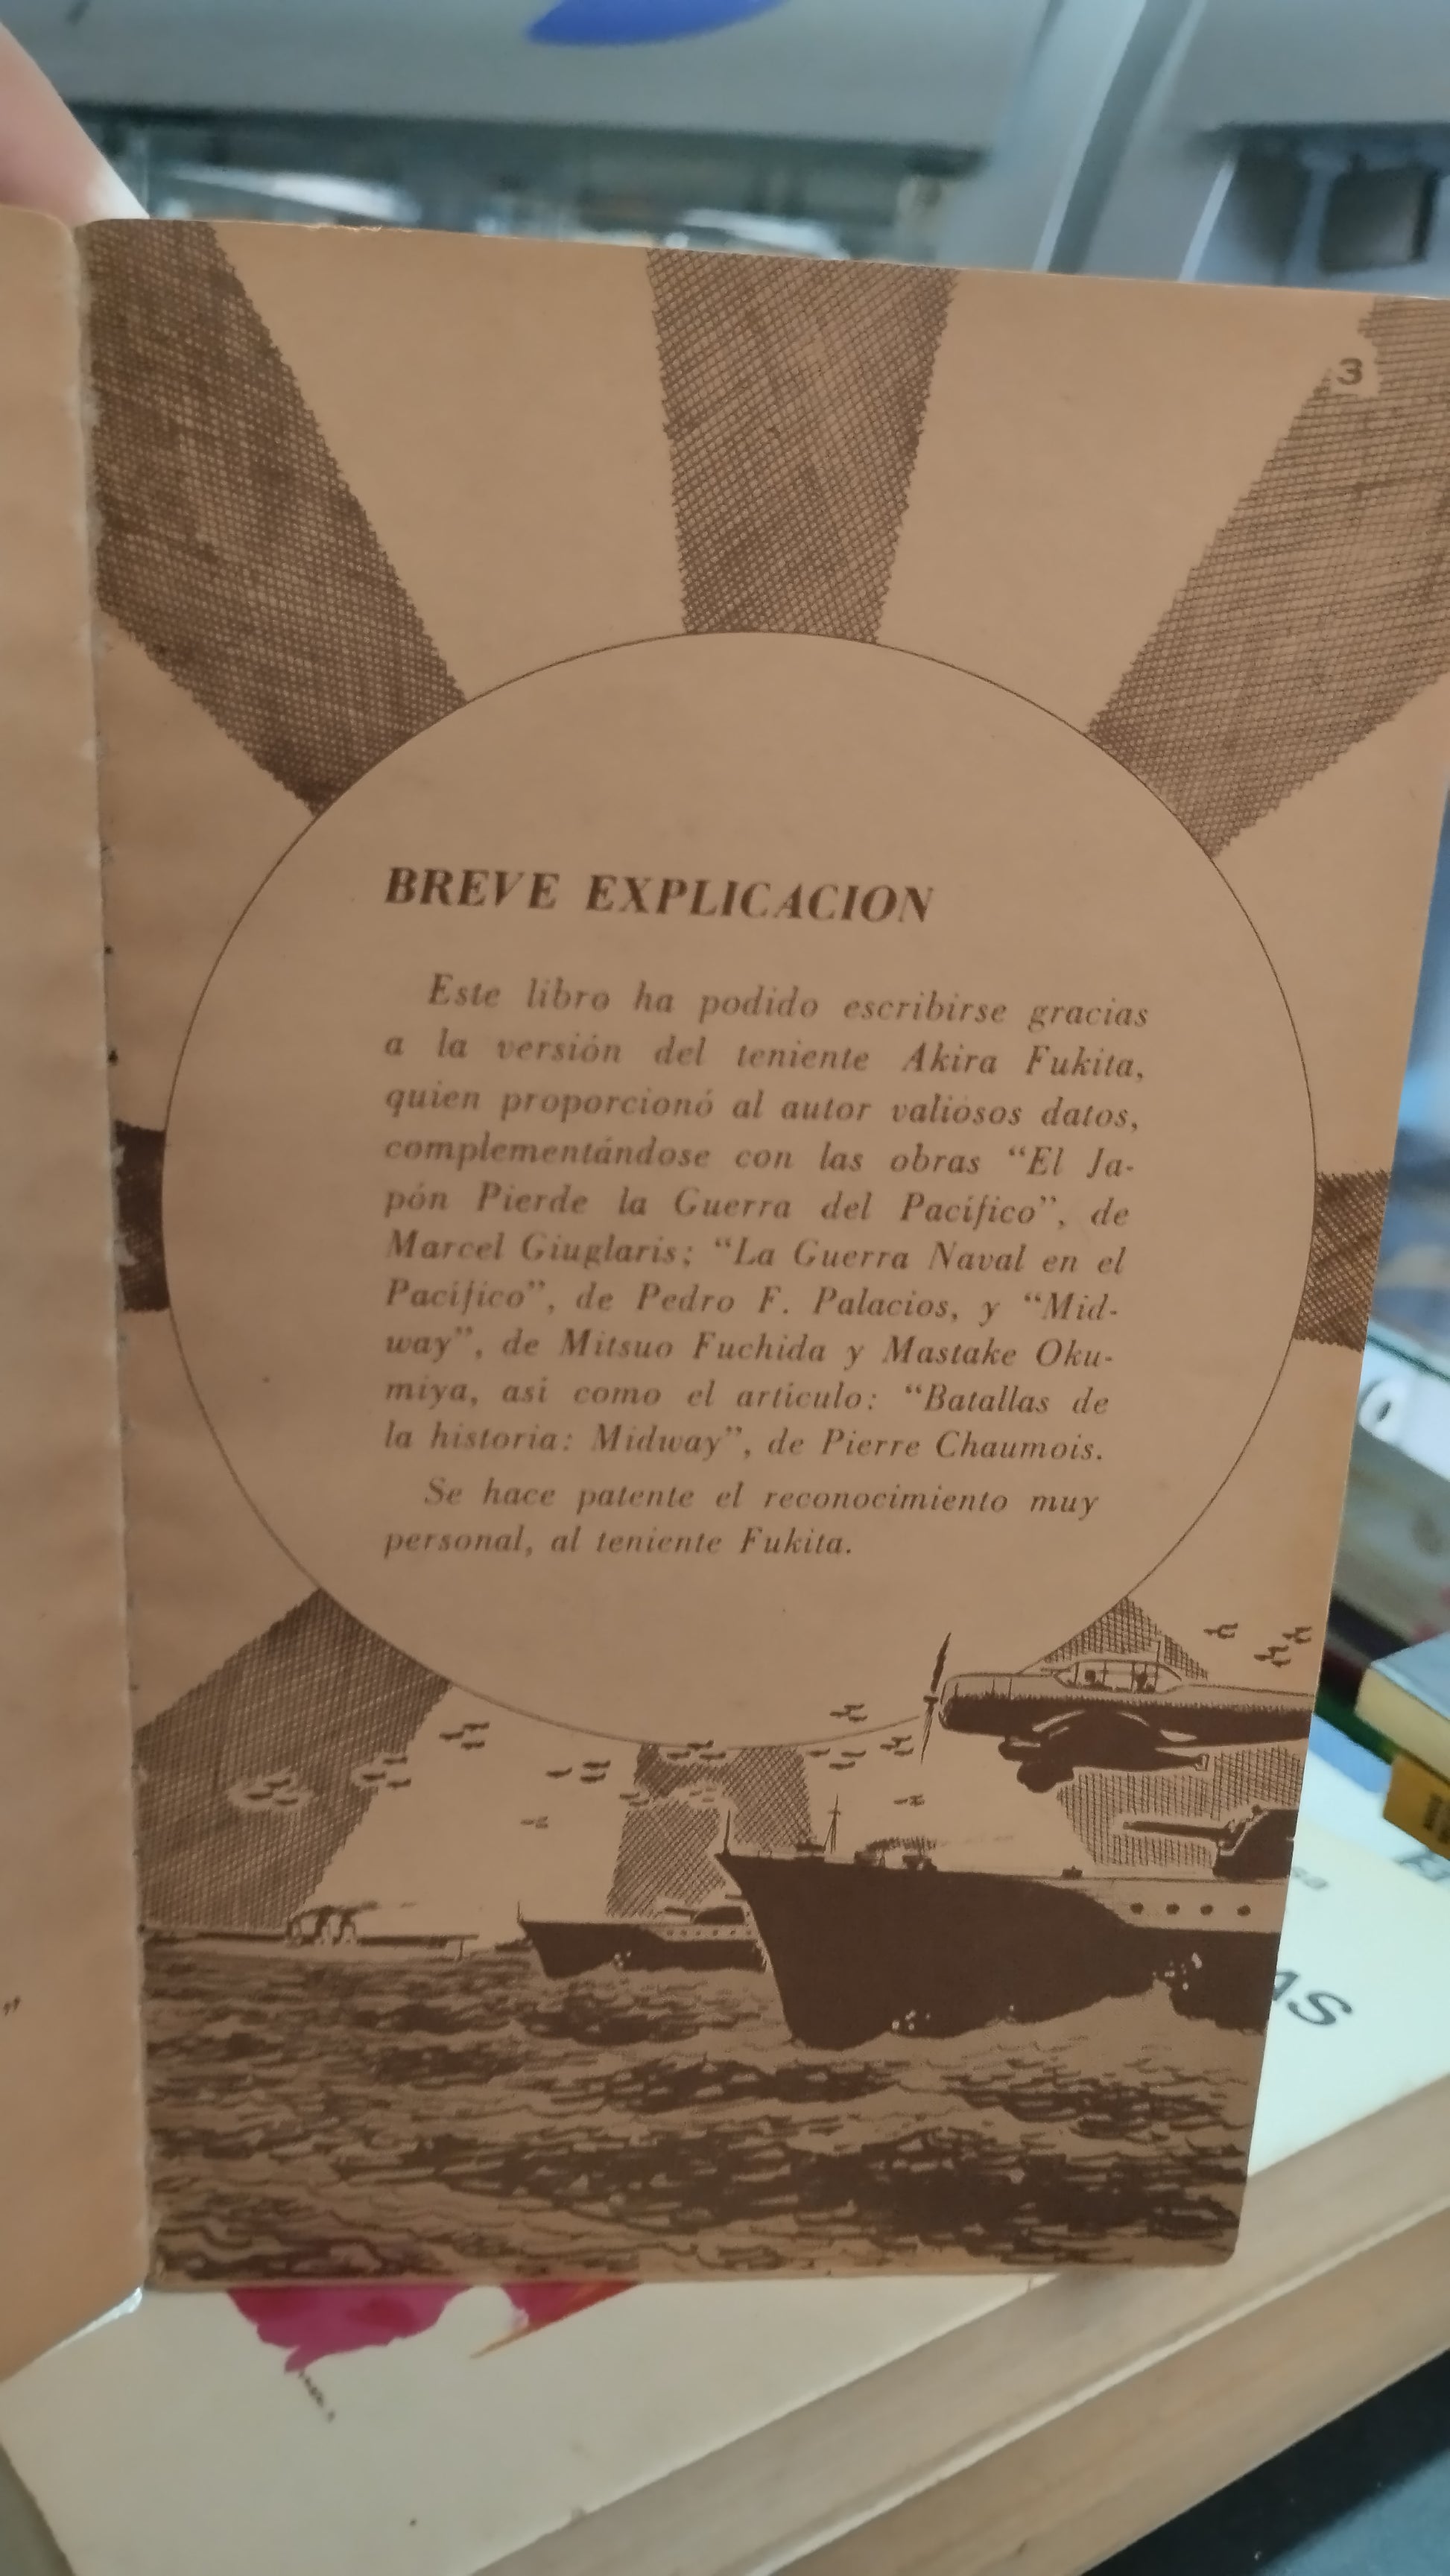 3
BREVE EXPLICACION
Este libro ha podido escribirse gracias
a la versión del teniente Akira Fukita,
quien proporcionó al autor valiosos datos,
complementándose con las obras “El Ja-
pón Pierde la Guerra del Pacífico”, de
Marcel Giuglaris; “La Guerra Naval en el
Pacífico”, de Pedro F. Palacios, y “Mid-
way”, de Mitsuo Fuchida y Mastake Oku-
miya, asi como el artículo: “Batallas de
la historia: Midway”, de Pierre Chaumois.
Se hace patente el reconocimiento muy
personal, al teniente Fukita.
AS